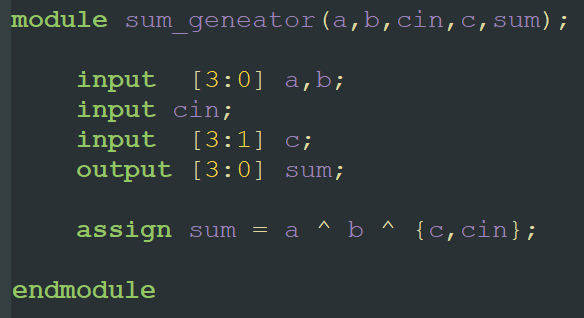 module sum_geneator(a,b,cin,c,sum);
input [3:0] a,b;
input cin;
input [3:1] c;
output [3:0] sum;
assign sum = a ^ b ^ {c,cin};
endmodule